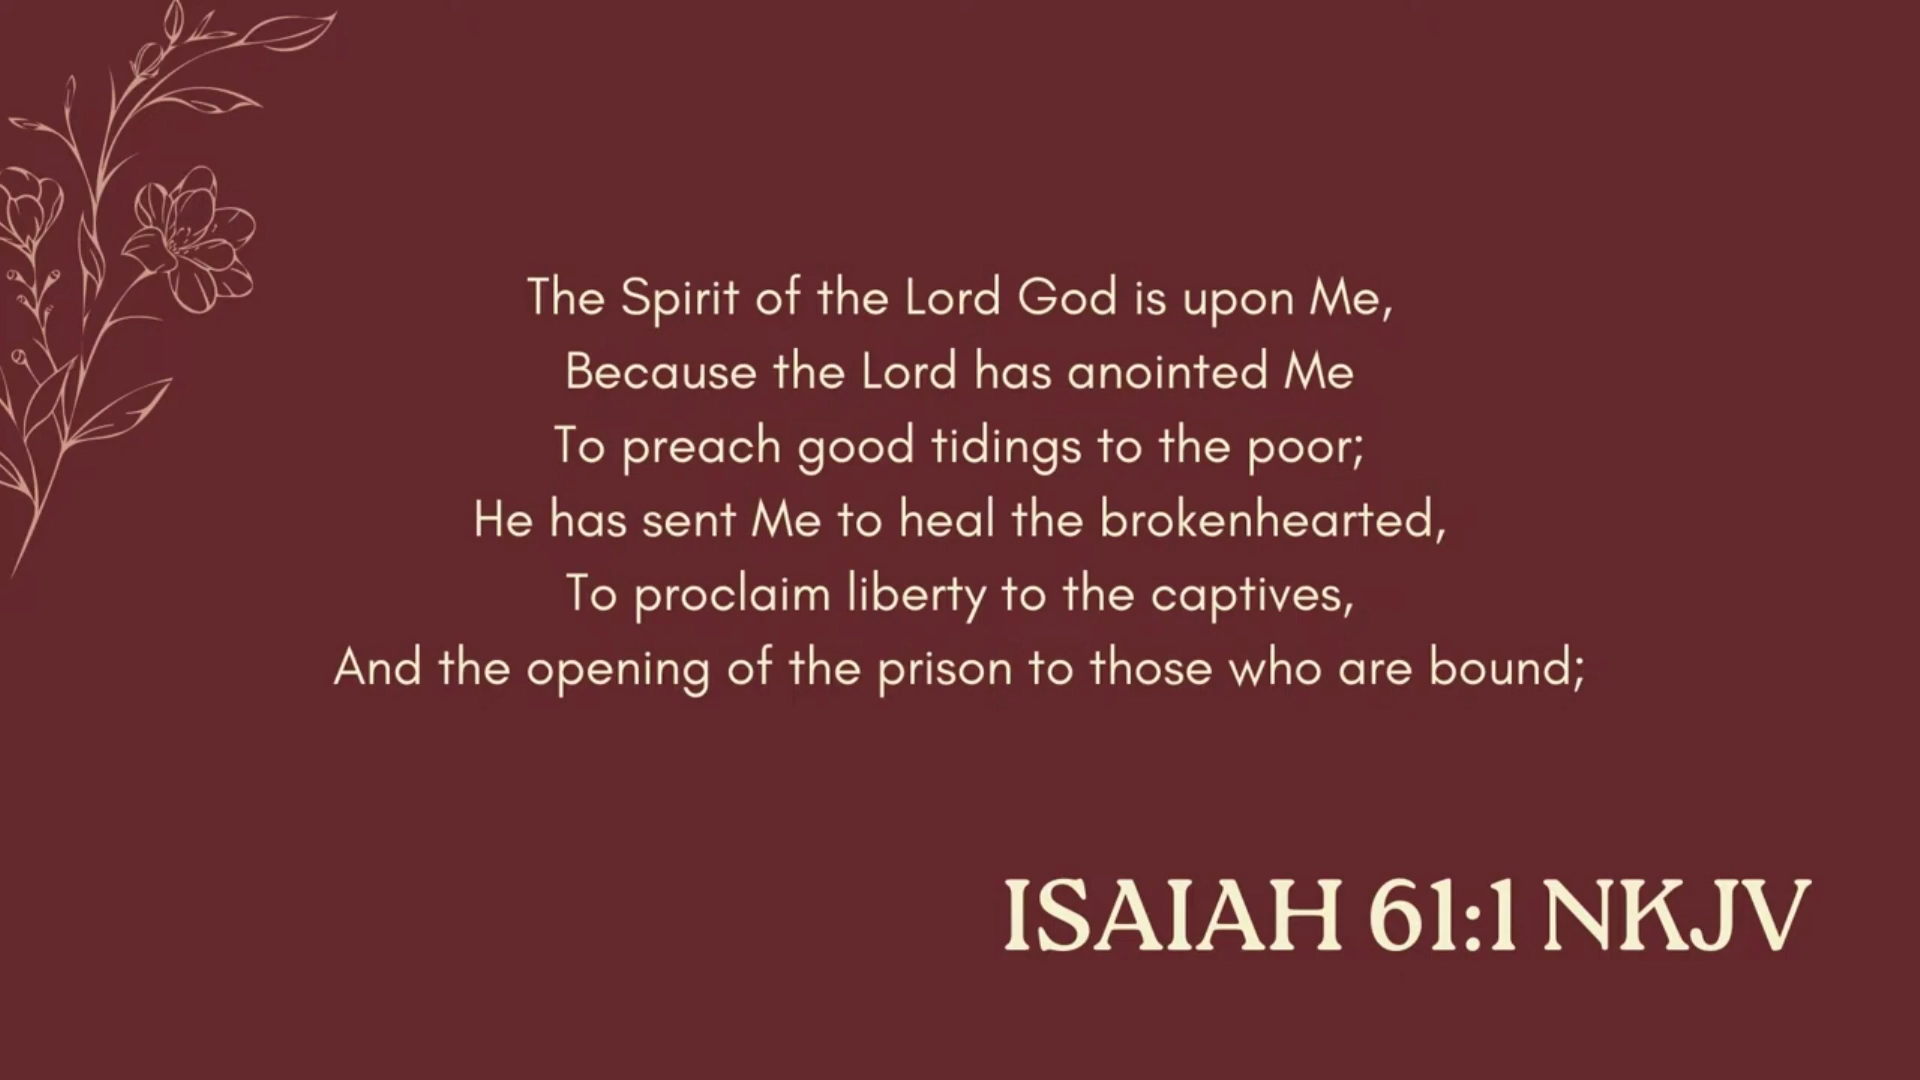 The Spirit of the Lord God is upon Me,
Because the Lord has anointed Me
To preach good tidings to the poor;
He has sent Me to heal the brokenhearted,
To proclaim liberty to the captives,
And the opening of the prison to those who are bound;
ISAIAH 61:1 NKJV